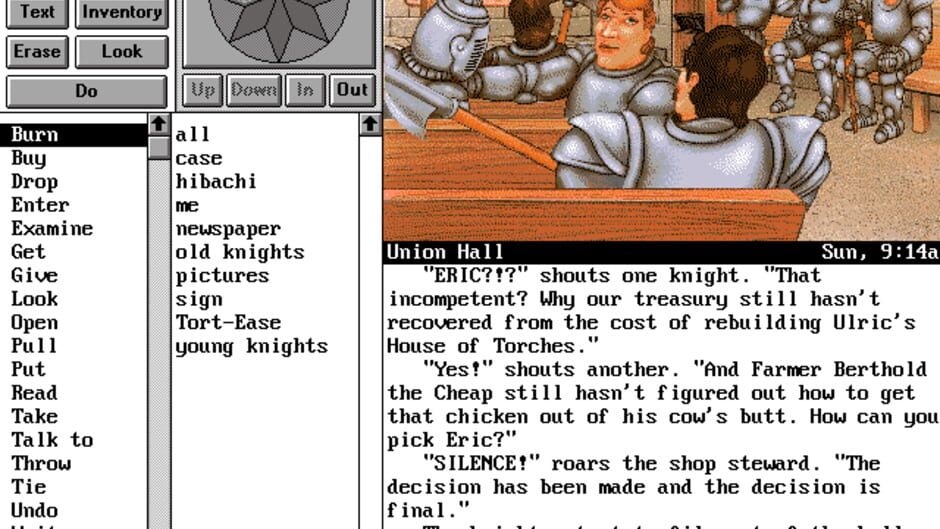 Text Inventory
Erase Look
Do
Up Down In Out
Burn
Buy
Drop
Enter
Examine
Get
Give
Look
Open
Pull
Put
Read
Take
Talk to
Throw
Tie
Undo
all
case
hibachi
me
newspaper
old knights
pictures
sign
Tort-Ease
young knights
Union Hall Sun, 9:14a
"ERIC?!?" shouts one knight. "That
incompetent? Why our treasury still hasn't
recovered from the cost of rebuilding Ulric's
House of Torches."
"Yes!" shouts another. "And Farmer Berthold
the Cheap still hasn't figured out how to get
that chicken out of his cow's butt. How can you
pick Eric?"
"SILENCE!" roars the shop steward. "The
decision has been made and the decision is
final."